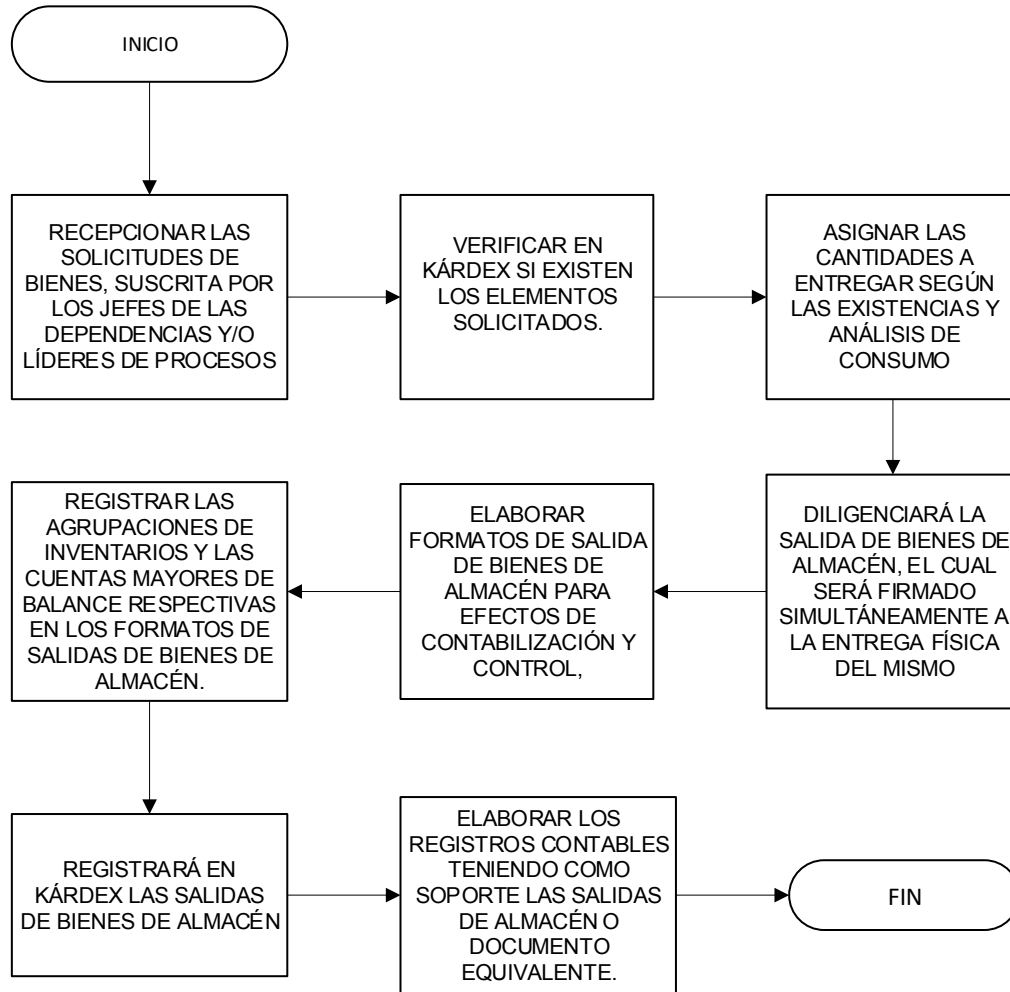 INICIO
RECEPCIONAR LAS
SOLICITUDES DE
BIENES, SUSCRITA POR
LOS JEFES DE LAS
DEPENDENCIAS Y/O
LÍDERES DE PROCESOS
VERIFICAR EN
KÁRDEX SI EXISTEN
LOS ELEMENTOS
SOLICITADOS.
ASIGNAR LAS
CANTIDADES A
ENTREGAR SEGÚN
LAS EXISTENCIAS Y
ANÁLISIS DE
CONSUMO
DILIGENCIARÁ LA
SALIDA DE BIENES DE
ALMACÉN, EL CUAL
SERÁ FIRMADO
SIMULTÁNEAMENTE A
LA ENTREGA FÍSICA
DEL MISMO
ELABORAR
FORMATOS DE SALIDA
DE BIENES DE
ALMACÉN PARA
EFECTOS DE
CONTABILIZACIÓN Y
CONTROL,
REGISTRAR LAS
AGRUPACIONES DE
INVENTARIOS Y LAS
CUENTAS MAYORES DE
BALANCE RESPECTIVAS
EN LOS FORMATOS DE
SALIDAS DE BIENES DE
ALMACÉN.
REGISTRARÁ EN
KÁRDEX LAS SALIDAS
DE BIENES DE ALMACÉN
ELABORAR LOS
REGISTROS CONTABLES
TENIENDO COMO
SOPORTE LAS SALIDAS
DE ALMACÉN O
DOCUMENTO
EQUIVALENTE.
FIN